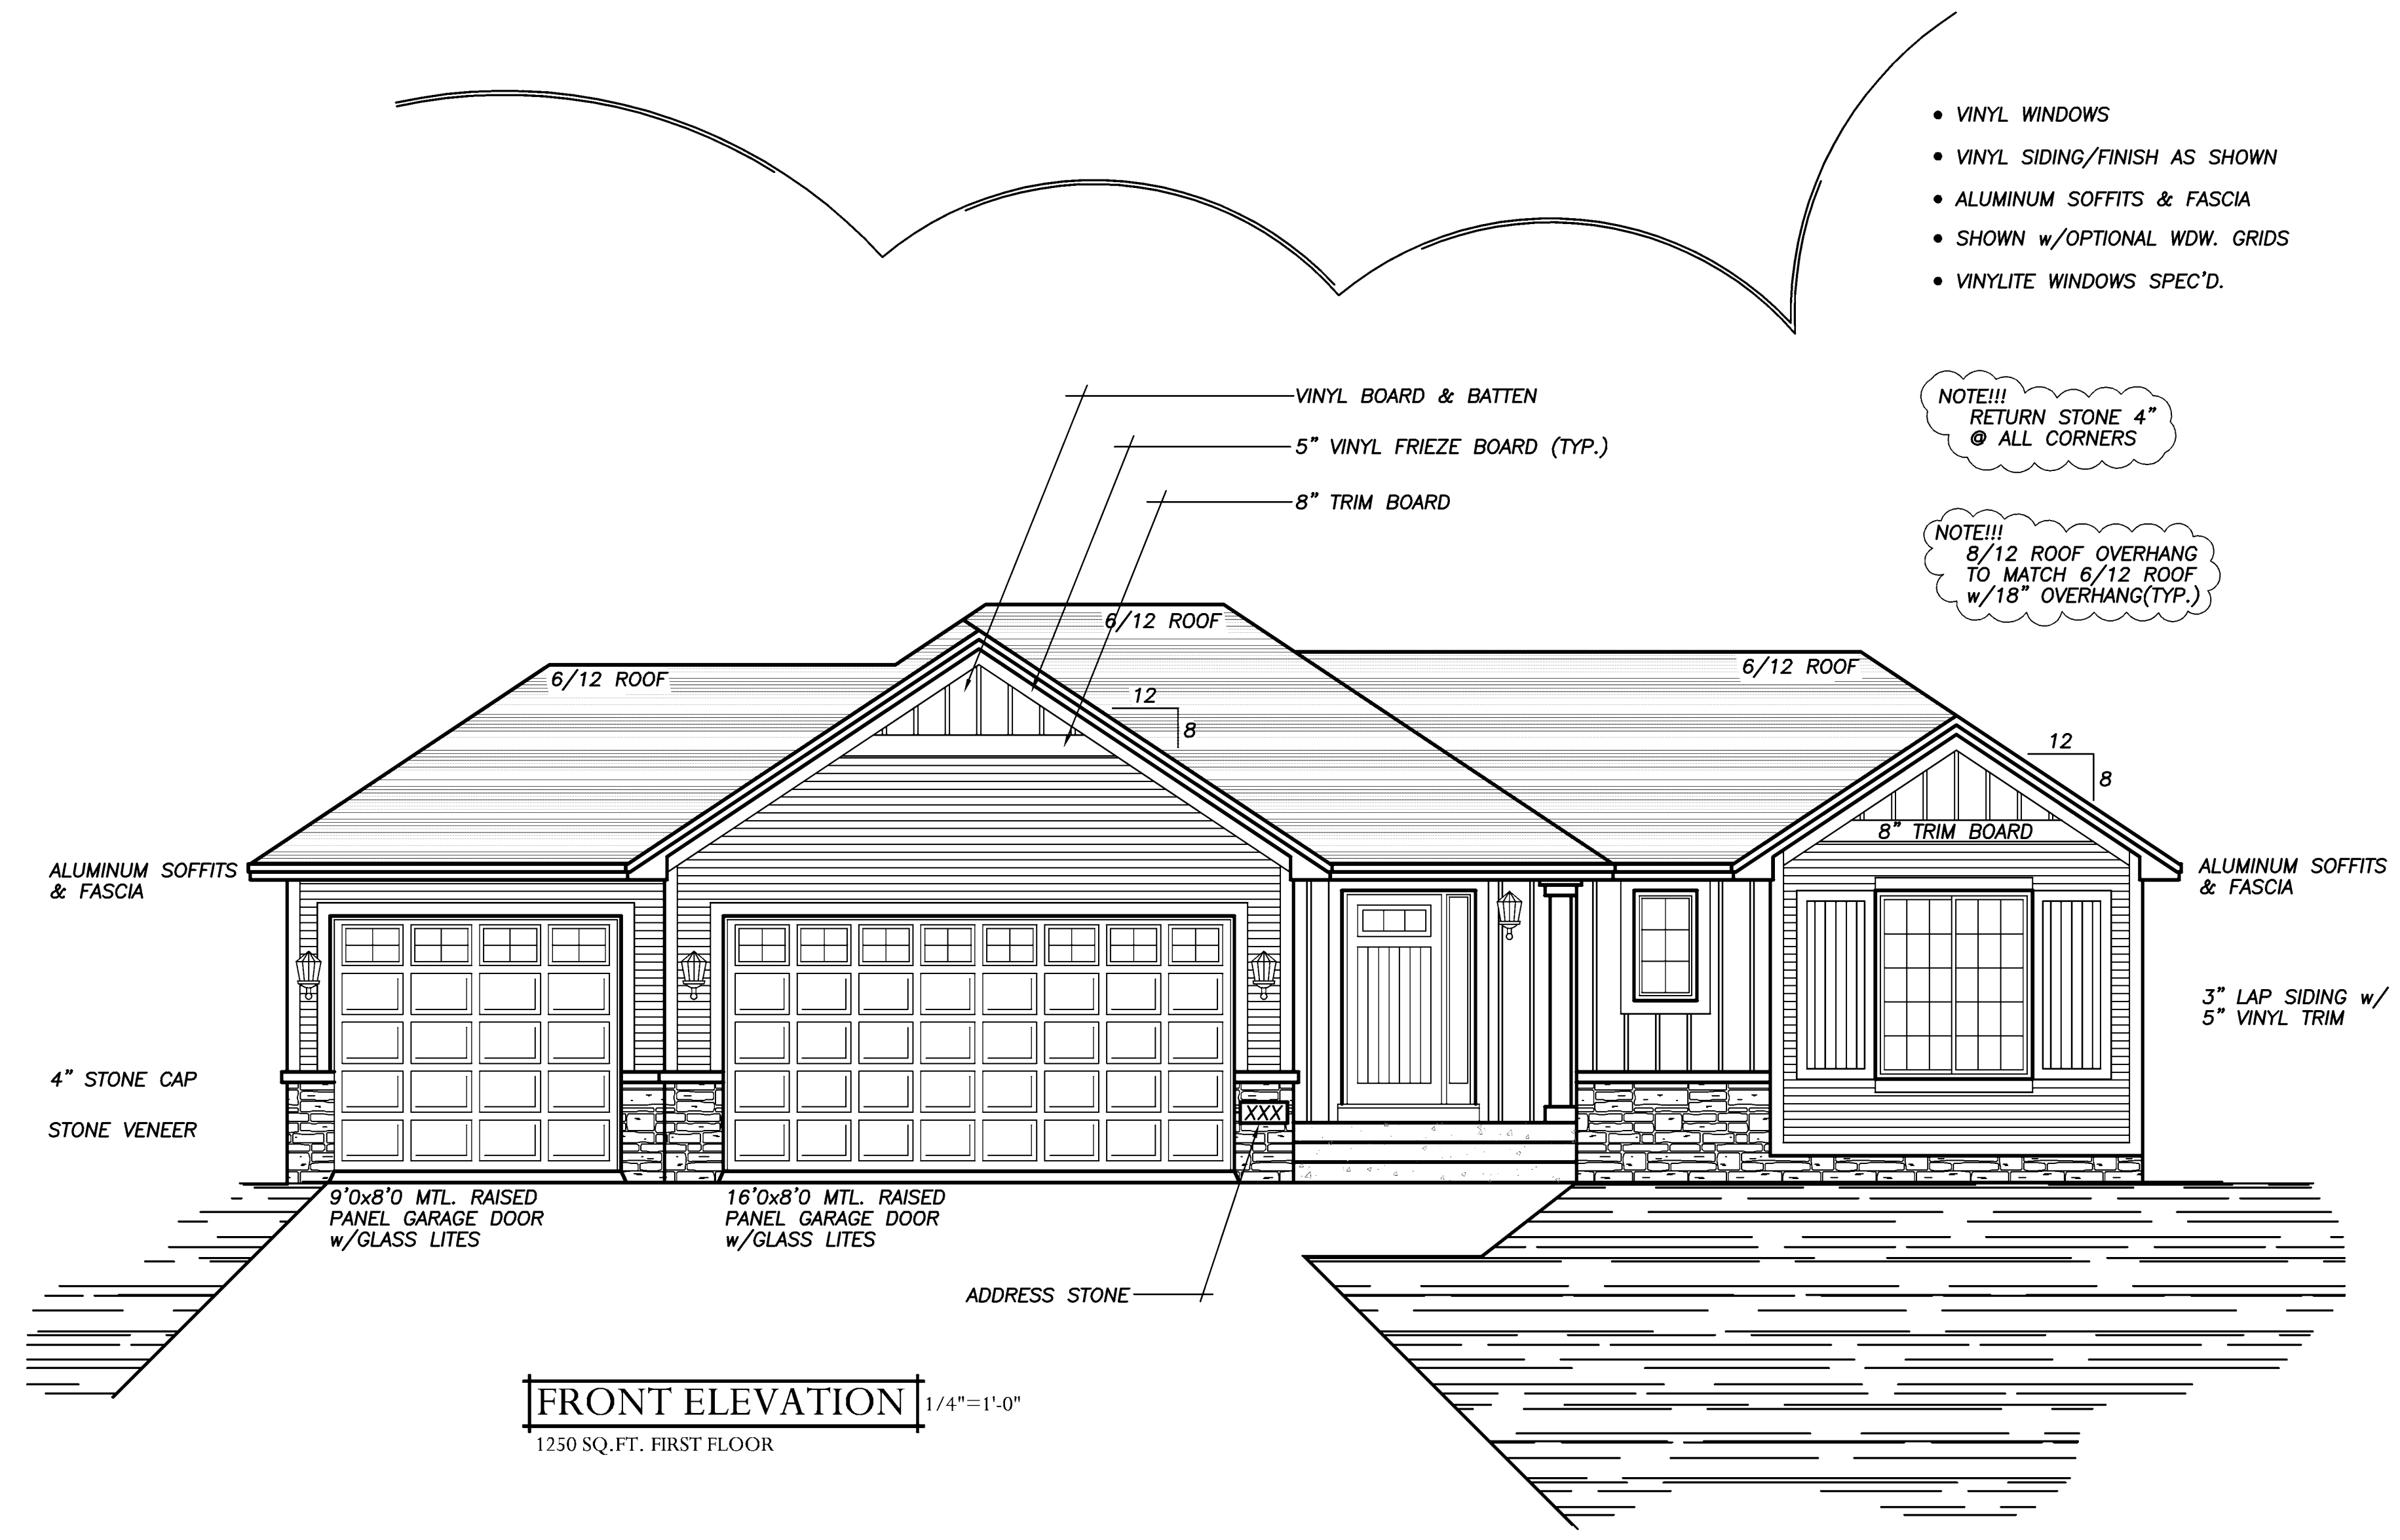 • VINYL WINDOWS
• VINYL SIDING/FINISH AS SHOWN
• ALUMINUM SOFFITS & FASCIA
• SHOWN w/OPTIONAL WDW. GRIDS
• VINYLITE WINDOWS SPEC'D.
NOTE!!!
RETURN STONE 4"
@ ALL CORNERS
NOTE!!!
8/12 ROOF OVERHANG
TO MATCH 6/12 ROOF
w/18" OVERHANG(TYP.)
VINYL BOARD & BATTEN
5" VINYL FRIEZE BOARD (TYP.)
8" TRIM BOARD
6/12 ROOF
6/12 ROOF
6/12 ROOF
12
8
12
8
8" TRIM BOARD
ALUMINUM SOFFITS
& FASCIA
ALUMINUM SOFFITS
& FASCIA
3" LAP SIDING w/
5" VINYL TRIM
4" STONE CAP
STONE VENEER
XXX
9'0x8'0 MTL. RAISED
PANEL GARAGE DOOR
w/GLASS LITES
16'0x8'0 MTL. RAISED
PANEL GARAGE DOOR
w/GLASS LITES
ADDRESS STONE
FRONT ELEVATION 1/4"=1'-0"
1250 SQ.FT. FIRST FLOOR